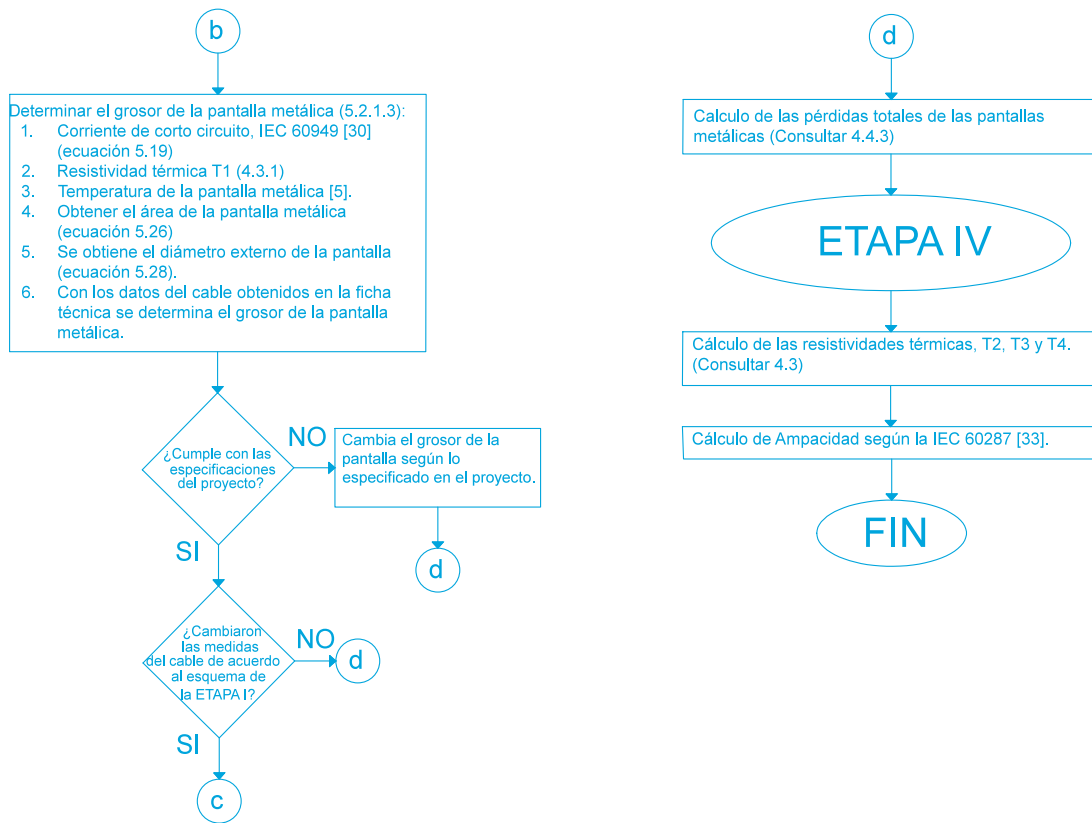 b
Determinar el grosor de la pantalla metálica (5.2.1.3):
1. Corriente de corto circuito, IEC 60949 [30]
(ecuación 5.19)
2. Resistividad térmica T1 (4.3.1)
3. Temperatura de la pantalla metálica [5].
4. Obtener el área de la pantalla metálica
(ecuación 5.26)
5. Se obtiene el diámetro externo de la pantalla
(ecuación 5.28).
6. Con los datos del cable obtenidos en la ficha
técnica se determina el grosor de la pantalla
metálica.
¿Cumple con las
especificaciones
del proyecto?
NO
Cambia el grosor de la
pantalla según lo
especificado en el proyecto.
d
SI
¿Cambiaron
las medidas
del cable de acuerdo
al esquema de
la ETAPA I?
NO
d
SI
c
d
Calculo de las pérdidas totales de las pantallas
metálicas (Consultar 4.4.3)
ETAPA IV
Cálculo de las resistividades térmicas, T2, T3 y T4.
(Consultar 4.3)
Cálculo de Ampacidad según la IEC 60287 [33].
FIN